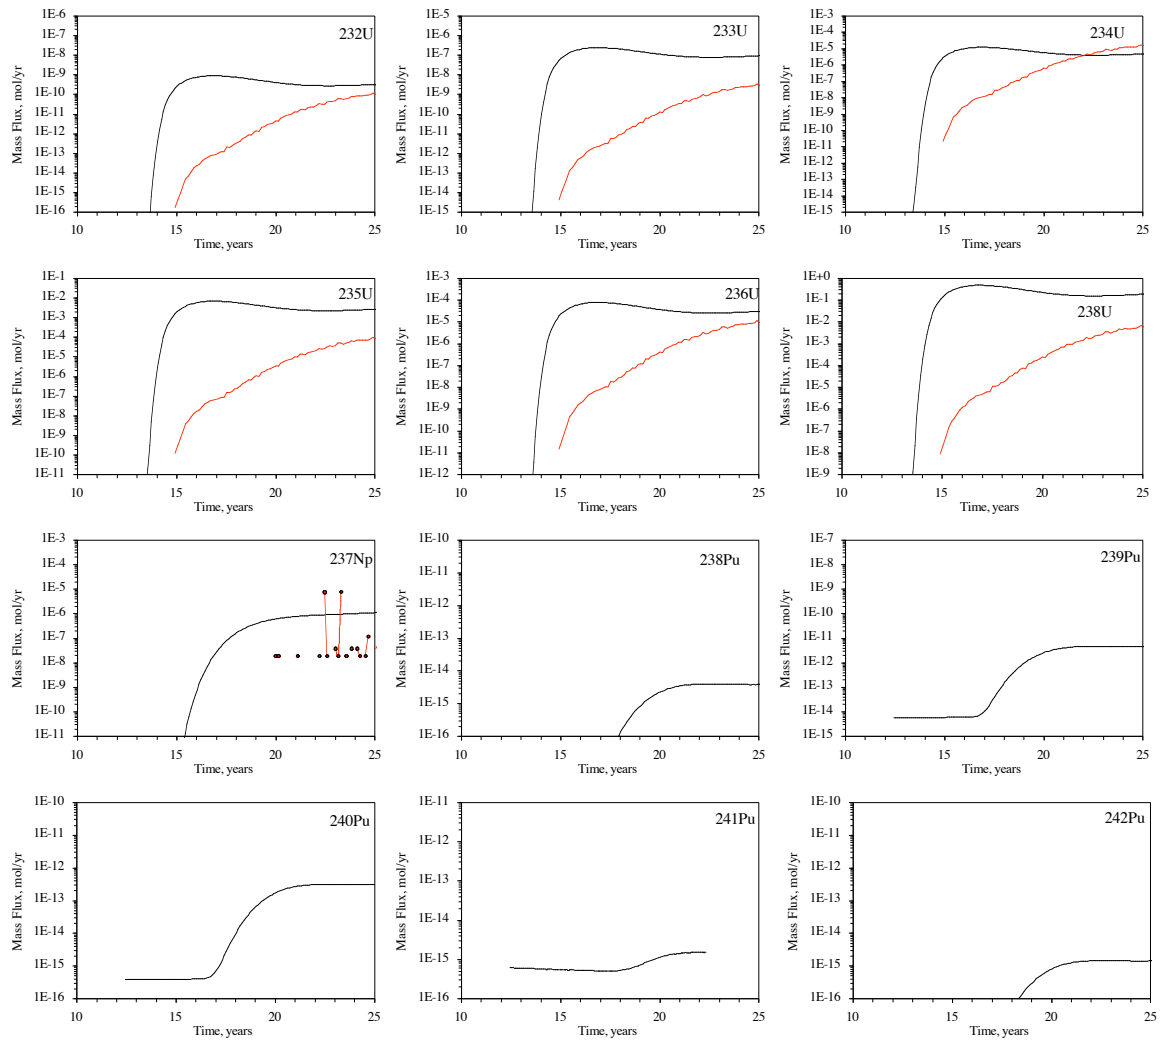 232U
Mass Flux, mol/yr
1E-6
1E-7
1E-8
1E-9
1E-10
1E-11
1E-12
1E-13
1E-14
1E-15
1E-16
10 15 20 25
Time, years
233U
Mass Flux, mol/yr
1E-5
1E-6
1E-7
1E-8
1E-9
1E-10
1E-11
1E-12
1E-13
1E-14
1E-15
10 15 20 25
Time, years
234U
Mass Flux, mol/yr
1E-3
1E-4
1E-5
1E-6
1E-7
1E-8
1E-9
1E-10
1E-11
1E-12
1E-13
1E-14
1E-15
10 15 20 25
Time, years
235U
Mass Flux, mol/yr
1E-1
1E-2
1E-3
1E-4
1E-5
1E-6
1E-7
1E-8
1E-9
1E-10
1E-11
10 15 20 25
Time, years
236U
Mass Flux, mol/yr
1E-3
1E-4
1E-5
1E-6
1E-7
1E-8
1E-9
1E-10
1E-11
1E-12
10 15 20 25
Time, years
238U
Mass Flux, mol/yr
1E+0
1E-1
1E-2
1E-3
1E-4
1E-5
1E-6
1E-7
1E-8
1E-9
10 15 20 25
Time, years
237Np
Mass Flux, mol/yr
1E-3
1E-4
1E-5
1E-6
1E-7
1E-8
1E-9
1E-10
1E-11
10 15 20 25
Time, years
238Pu
Mass Flux, mol/yr
1E-10
1E-11
1E-12
1E-13
1E-14
1E-15
1E-16
10 15 20 25
Time, years
239Pu
Mass Flux, mol/yr
1E-7
1E-8
1E-9
1E-10
1E-11
1E-12
1E-13
1E-14
1E-15
10 15 20 25
Time, years
240Pu
Mass Flux, mol/yr
1E-10
1E-11
1E-12
1E-13
1E-14
1E-15
1E-16
10 15 20 25
Time, years
241Pu
Mass Flux, mol/yr
1E-11
1E-12
1E-13
1E-14
1E-15
1E-16
10 15 20 25
Time, years
242Pu
Mass Flux, mol/yr
1E-10
1E-11
1E-12
1E-13
1E-14
1E-15
1E-16
10 15 20 25
Time, years